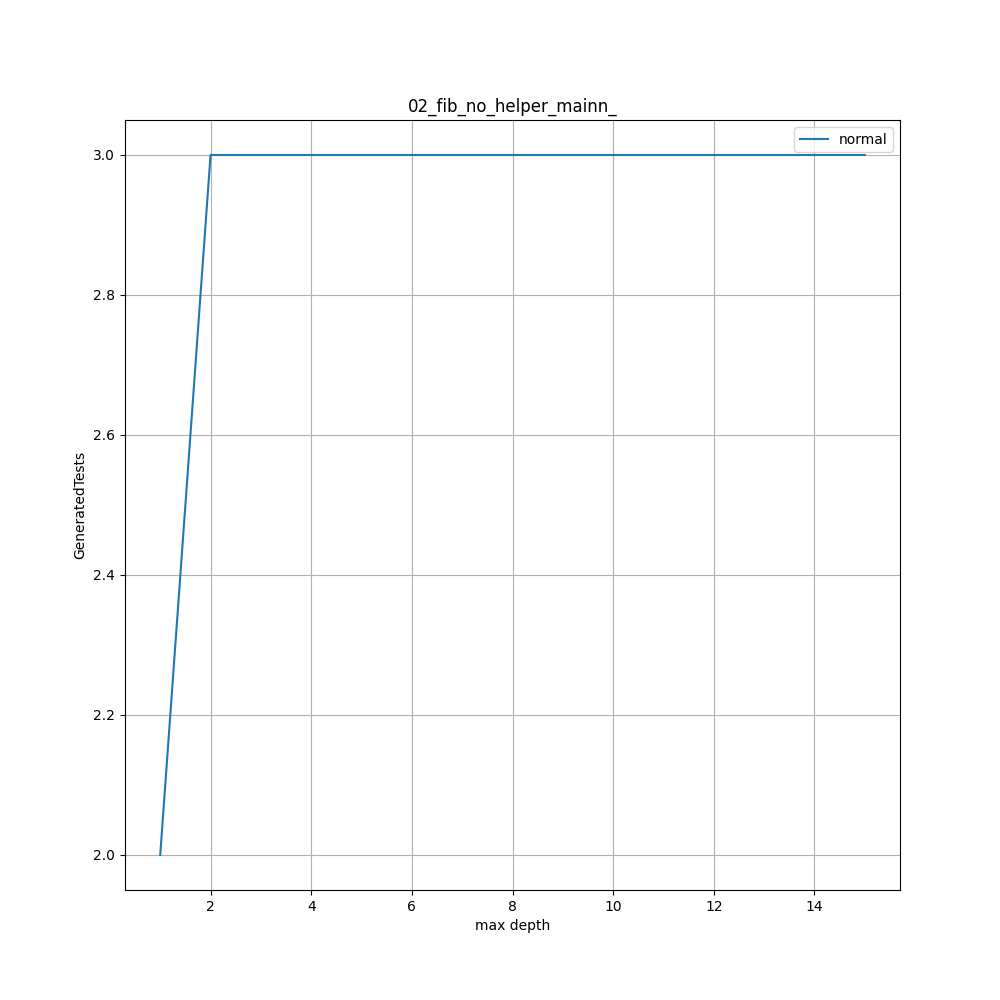 02_fib_no_helper_mainn_
normal
3.0
2.8
2.6
2.4
2.2
2.0
GeneratedTests
2 4 6 8 10 12 14
max depth